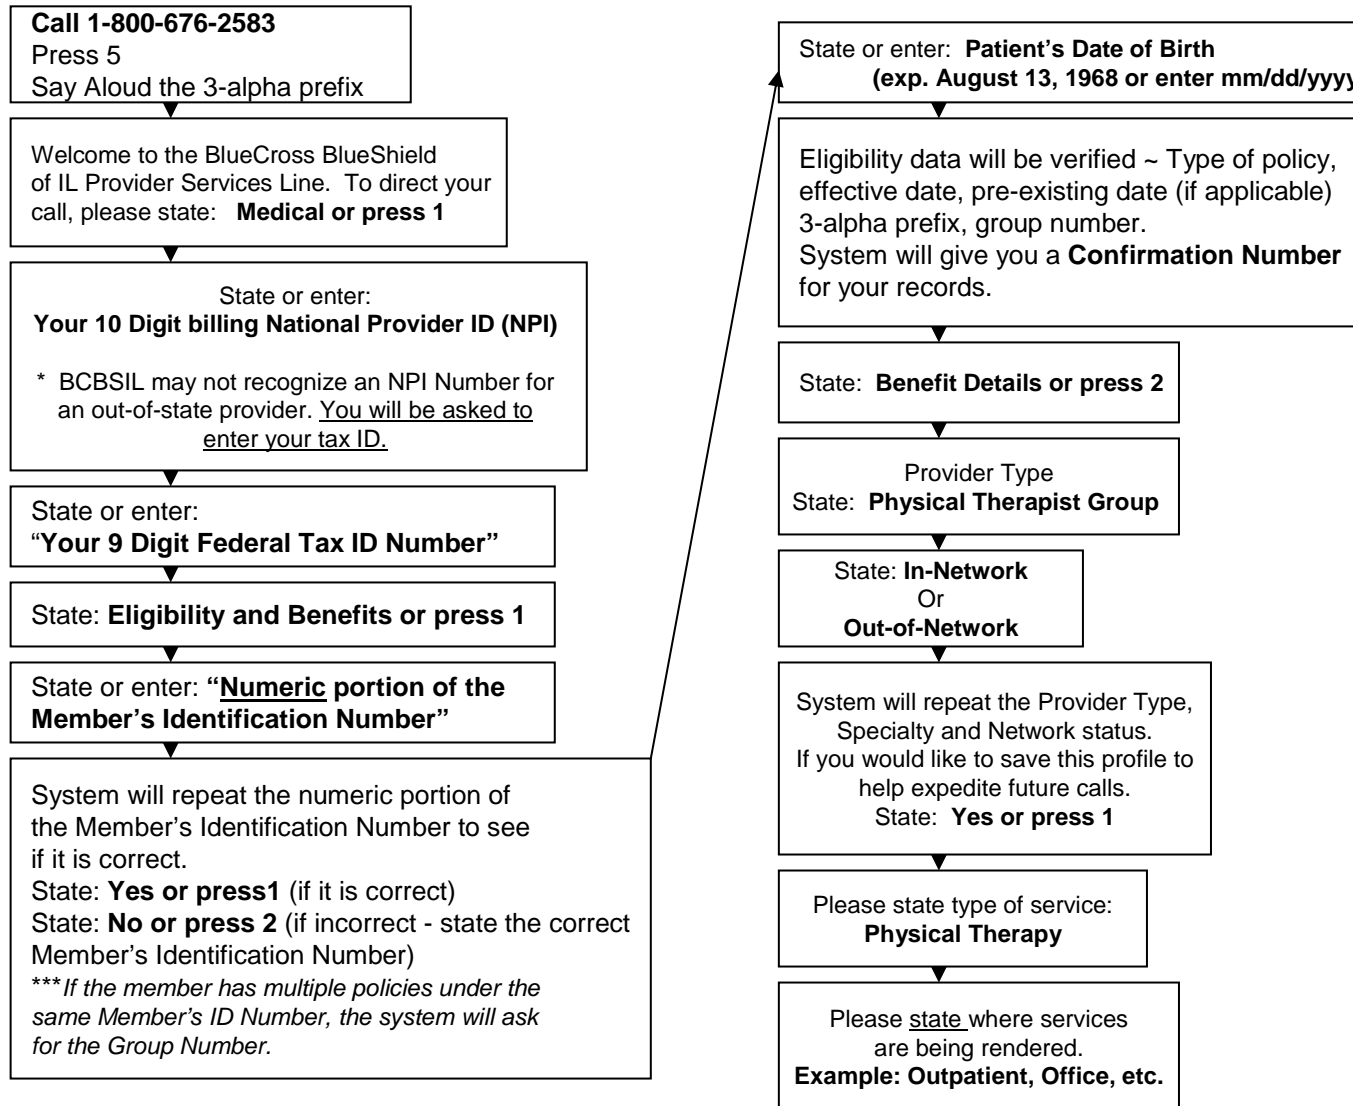 Call 1-800-676-2583
Press 5
Say Aloud the 3-alpha prefix
Welcome to the BlueCross BlueShield
of IL Provider Services Line.  To direct your
call, please state:   Medical or press 1
State or enter:
Your 10 Digit billing National Provider ID (NPI)
*  BCBSIL may not recognize an NPI Number for
an out-of-state provider. You will be asked to
enter your tax ID.
State or enter:
“Your 9 Digit Federal Tax ID Number”
State: Eligibility and Benefits or press 1
State or enter: “Numeric portion of the
Member’s Identification Number”
System will repeat the numeric portion of
the Member’s Identification Number to see
if it is correct.
State: Yes or press1 (if it is correct)
State: No or press 2 (if incorrect - state the correct
Member’s Identification Number)
***If the member has multiple policies under the
same Member’s ID Number, the system will ask
for the Group Number.
State or enter:  Patient’s Date of Birth
(exp. August 13, 1968 or enter mm/dd/yyyy
Eligibility data will be verified ~ Type of policy,
effective date, pre-existing date (if applicable)
3-alpha prefix, group number.
System will give you a Confirmation Number
for your records.
State:  Benefit Details or press 2
Provider Type
State:  Physical Therapist Group
State: In-Network
Or
Out-of-Network
System will repeat the Provider Type,
Specialty and Network status.
If you would like to save this profile to
help expedite future calls.
State:  Yes or press 1
Please state type of service:
Physical Therapy
Please state where services
are being rendered.
Example: Outpatient, Office, etc.